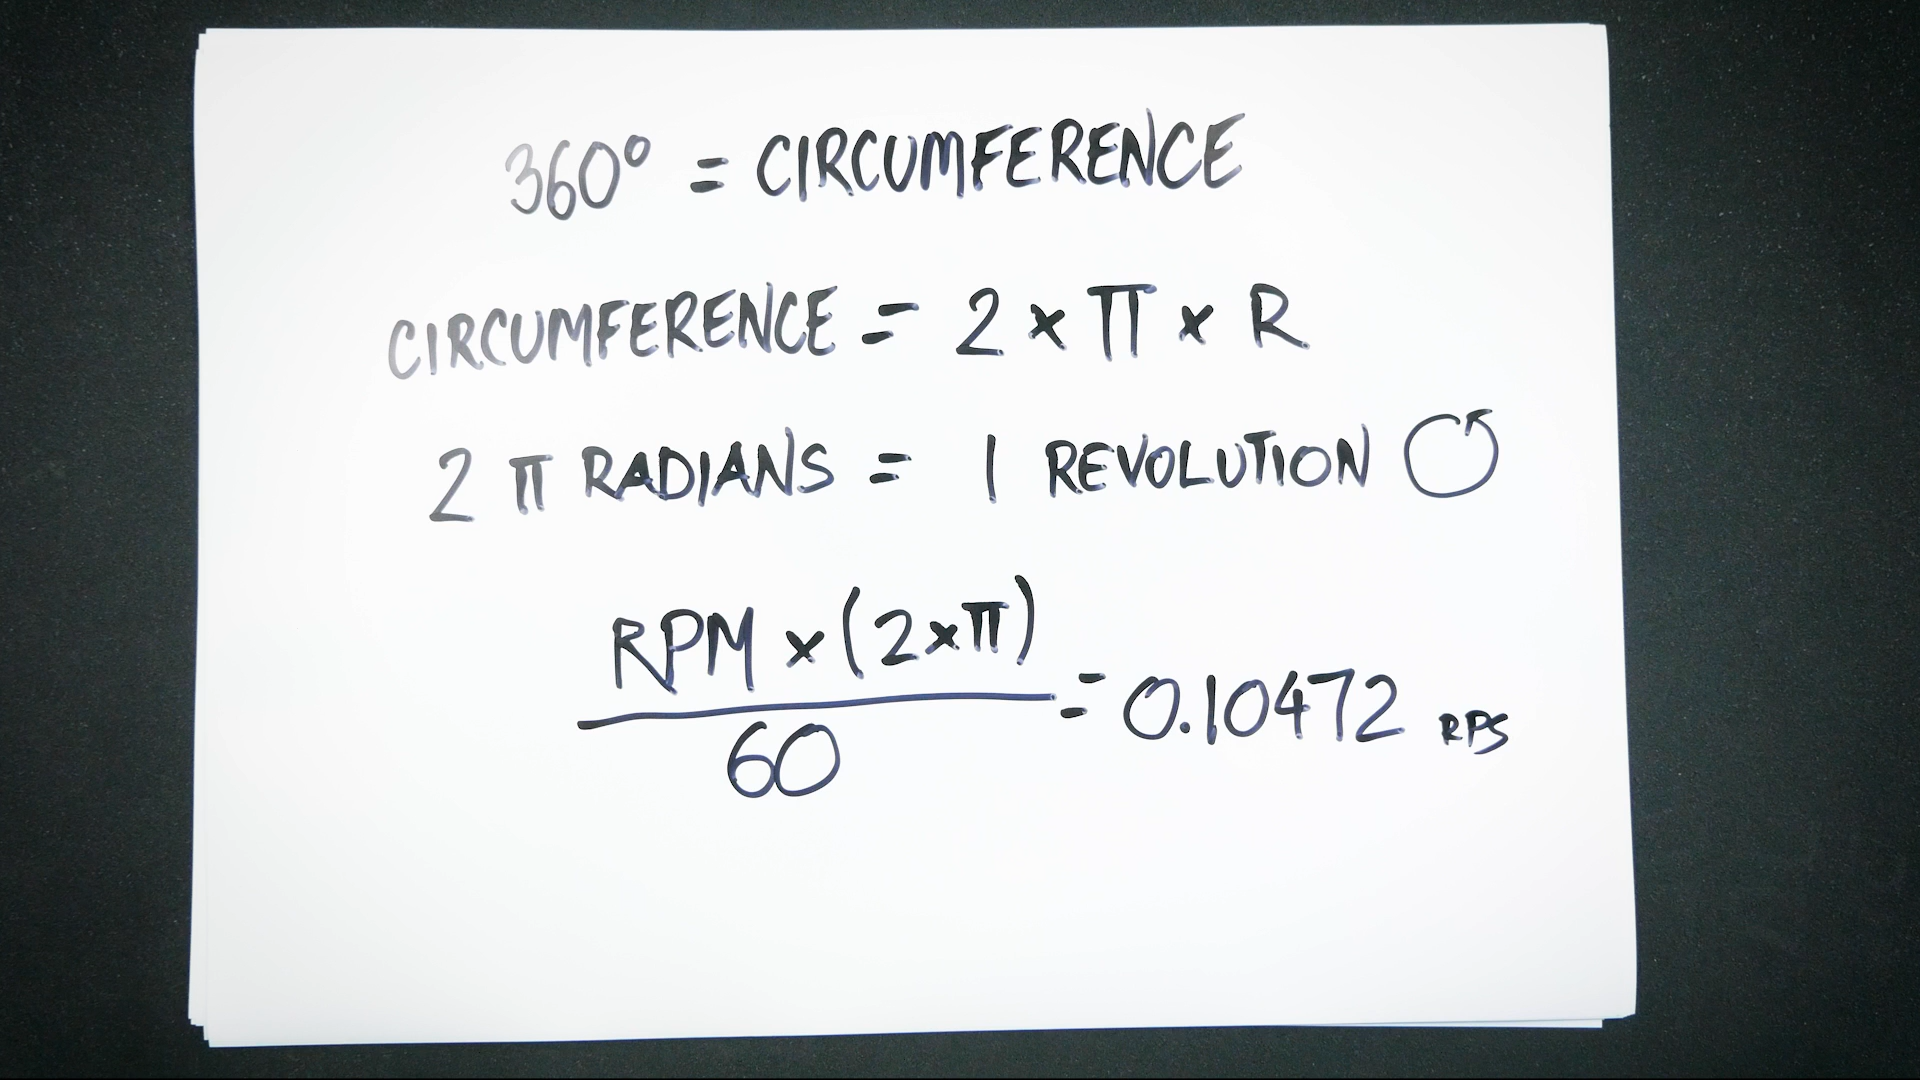 360° = CIRCUMFERENCE
CIRCUMFERENCE = 2 × π × R
2 π RADIANS = 1 REVOLUTION
RPM × (2×π)
60
= 0.10472 RPS